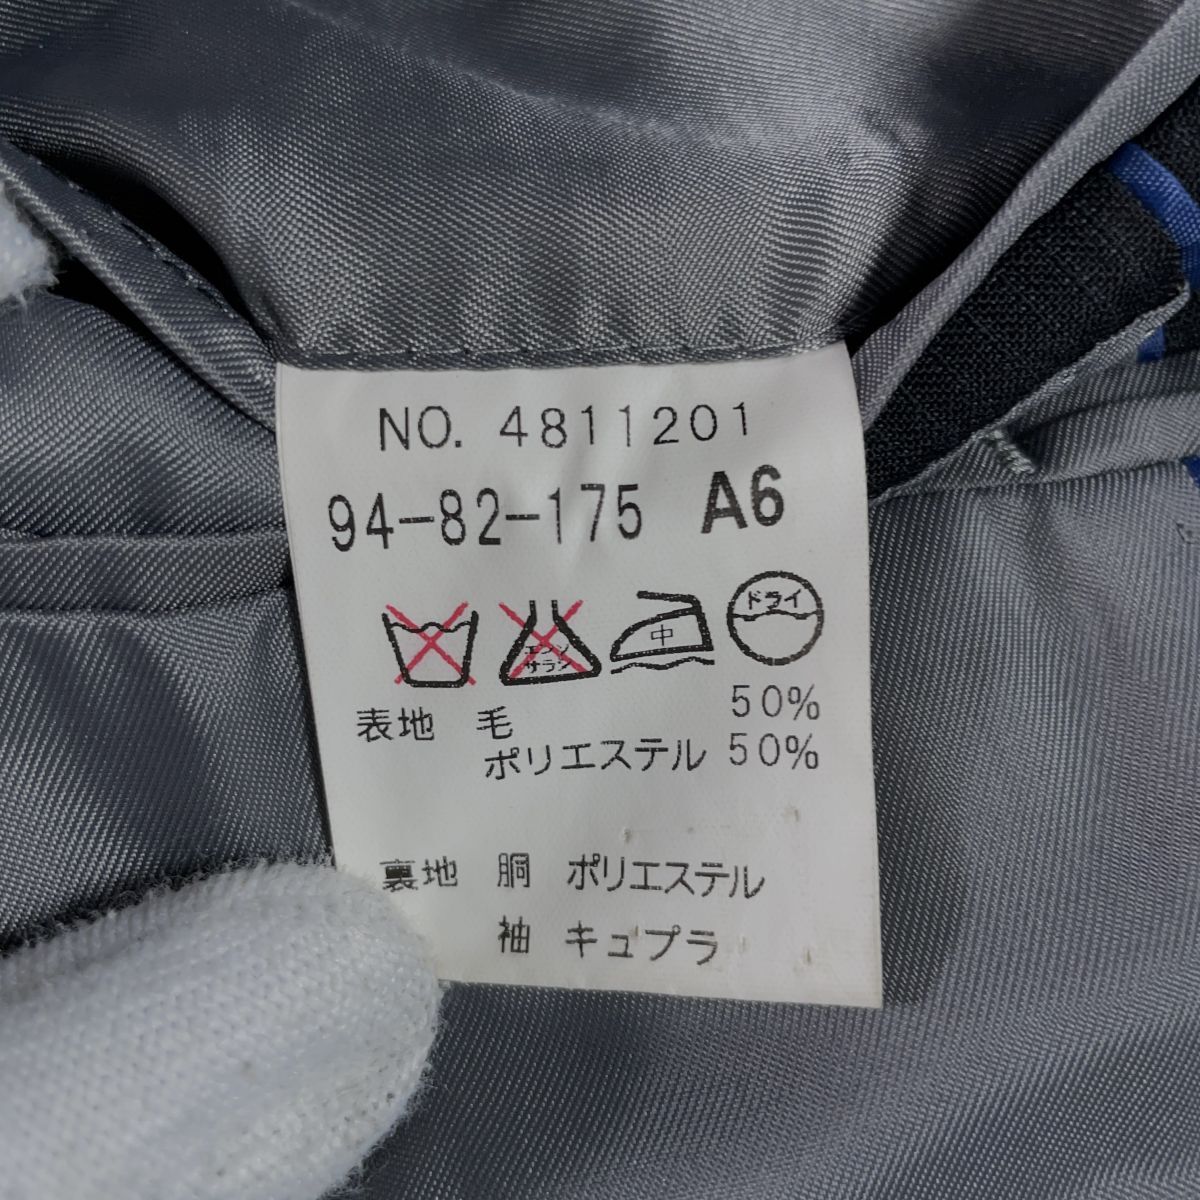 NO. 4811201
94-82-175 A6
エンソ
サラシ
中
ドライ
表地 毛 50%
ポリエステル 50%
裏地 胴 ポリエステル
袖 キュプラ